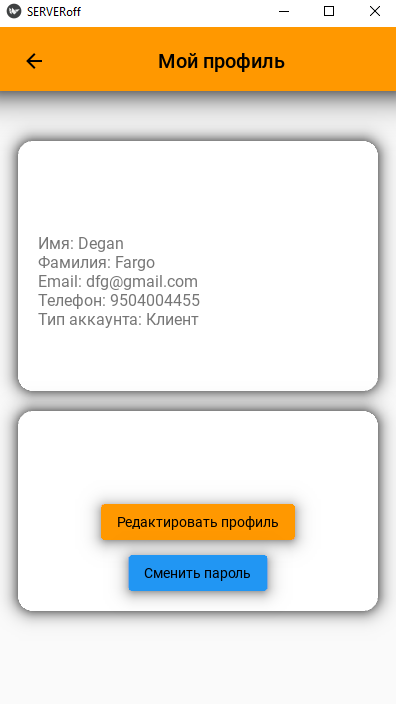 SERVERoff
Мой профиль
Имя: Degan
Фамилия: Fargo
Email: dfg@gmail.com
Телефон: 9504004455
Тип аккаунта: Клиент
Редактировать профиль
Сменить пароль